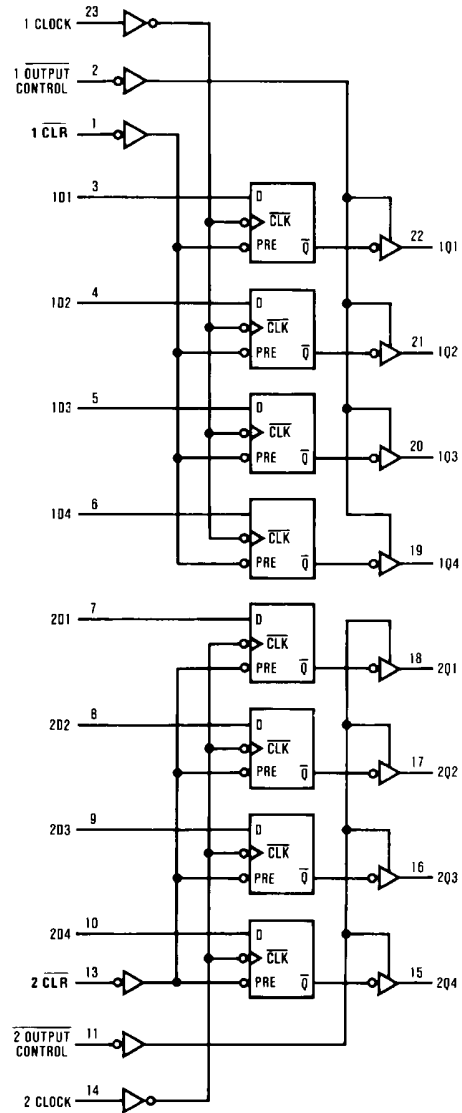 23
1 CLOCK
2
1 OUTPUT
CONTROL
1
1 CLR
3
1D1
D
CLK
PRE
Q
22
1Q1
4
1D2
D
CLK
PRE
Q
21
1Q2
5
1D3
D
CLK
PRE
Q
20
1Q3
6
1D4
D
CLK
PRE
Q
19
1Q4
7
2D1
D
CLK
PRE
Q
18
2Q1
8
2D2
D
CLK
PRE
Q
17
2Q2
9
2D3
D
CLK
PRE
Q
16
2Q3
10
2D4
D
CLK
13
2 CLR
PRE
Q
15
2Q4
11
2 OUTPUT
CONTROL
14
2 CLOCK